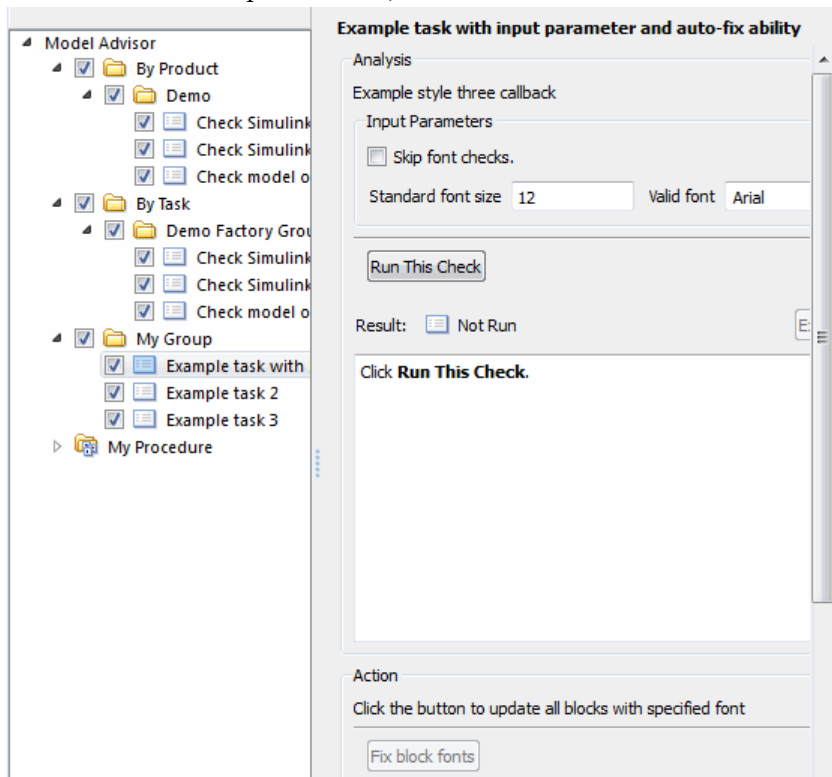 Model Advisor
By Product
Demo
Check Simulink
Check Simulink
Check model o
By Task
Demo Factory Grou
Check Simulink
Check Simulink
Check model o
My Group
Example task with
Example task 2
Example task 3
My Procedure
Example task with input parameter and auto-fix ability
Analysis
Example style three callback
Input Parameters
Skip font checks.
Standard font size 12 Valid font Arial
Run This Check
Result: Not Run
Click Run This Check.
Action
Click the button to update all blocks with specified font
Fix block fonts